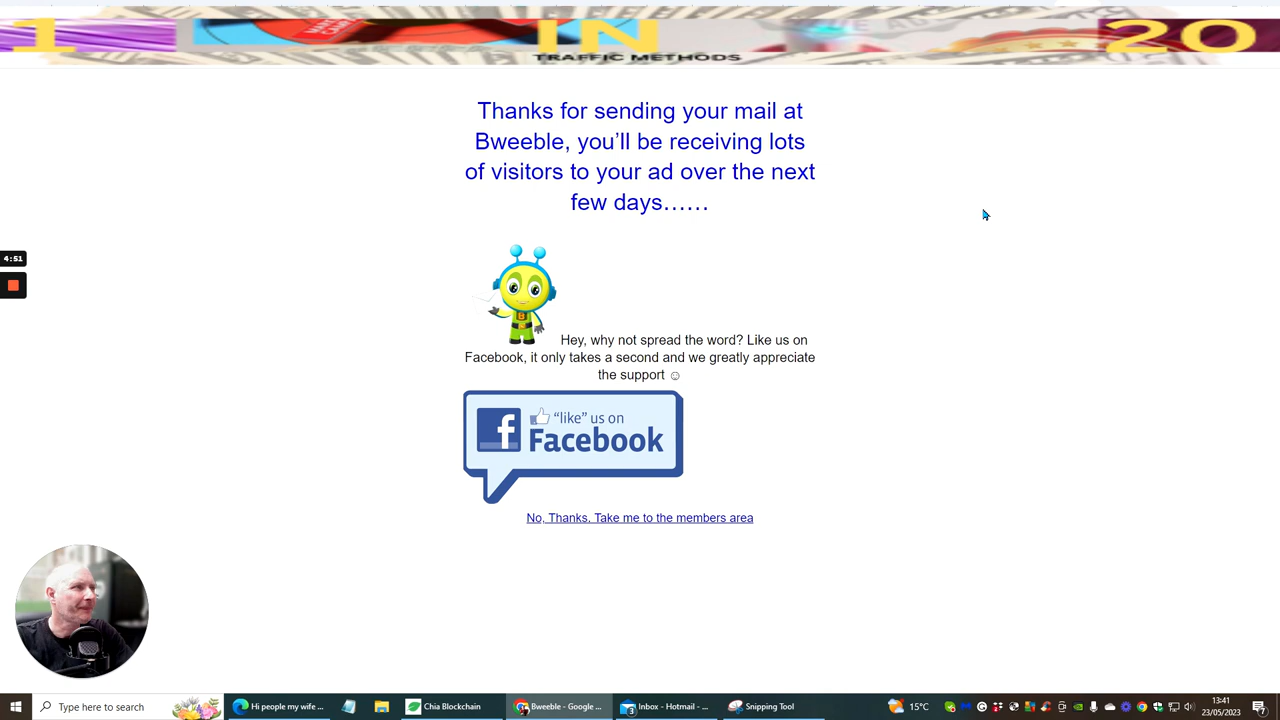 1 IN 20
TRAFFIC METHODS
Thanks for sending your mail at
Bweeble, you’ll be receiving lots
of visitors to your ad over the next
few days……
4:51
Hey, why not spread the word? Like us on
Facebook, it only takes a second and we greatly appreciate
the support ☺
“like” us on
Facebook
No, Thanks. Take me to the members area
Type here to search
Hi people my wife ...
Chia Blockchain
Bweeble - Google ...
Inbox - Hotmail - ...
Snipping Tool
15°C
13:41
23/05/2023